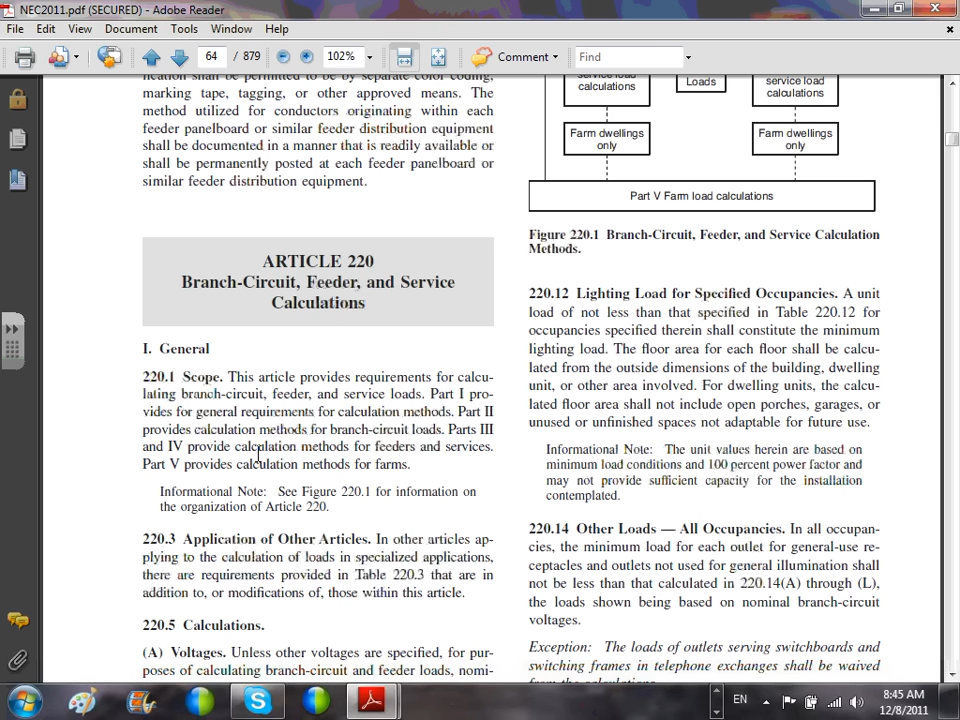 NEC2011.pdf (SECURED) - Adobe Reader
File Edit View Document Tools Window Help
64 / 879 102% Comment Find
nification shall be permitted to be by separate color coding,
marking tape, tagging, or other approved means. The
method utilized for conductors originating within each
feeder panelboard or similar feeder distribution equipment
shall be documented in a manner that is readily available or
shall be permanently posted at each feeder panelboard or
similar feeder distribution equipment.
ARTICLE 220
Branch-Circuit, Feeder, and Service
Calculations
I. General
220.1 Scope. This article provides requirements for calcu-
lating branch-circuit, feeder, and service loads. Part I pro-
vides for general requirements for calculation methods. Part II
provides calculation methods for branch-circuit loads. Parts III
and IV provide calculation methods for feeders and services.
Part V provides calculation methods for farms.
Informational Note: See Figure 220.1 for information on
the organization of Article 220.
220.3 Application of Other Articles. In other articles ap-
plying to the calculation of loads in specialized applications,
there are requirements provided in Table 220.3 that are in
addition to, or modifications of, those within this article.
220.5 Calculations.
(A) Voltages. Unless other voltages are specified, for pur-
poses of calculating branch-circuit and feeder loads, nomi-
service load
calculations
Loads
service load
calculations
Farm dwellings
only
Farm dwellings
only
Part V Farm load calculations
Figure 220.1 Branch-Circuit, Feeder, and Service Calculation
Methods.
220.12 Lighting Load for Specified Occupancies. A unit
load of not less than that specified in Table 220.12 for
occupancies specified therein shall constitute the minimum
lighting load. The floor area for each floor shall be calcu-
lated from the outside dimensions of the building, dwelling
unit, or other area involved. For dwelling units, the calcu-
lated floor area shall not include open porches, garages, or
unused or unfinished spaces not adaptable for future use.
Informational Note: The unit values herein are based on
minimum load conditions and 100 percent power factor and
may not provide sufficient capacity for the installation
contemplated.
220.14 Other Loads — All Occupancies. In all occupan-
cies, the minimum load for each outlet for general-use re-
ceptacles and outlets not used for general illumination shall
not be less than that calculated in 220.14(A) through (L),
the loads shown being based on nominal branch-circuit
voltages.
Exception: The loads of outlets serving switchboards and
switching frames in telephone exchanges shall be waived
from the calculations.
EN
8:45 AM
12/8/2011